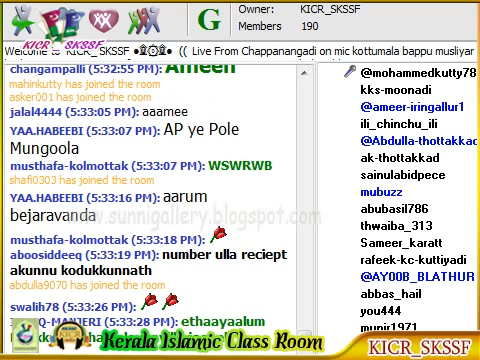 KICR_SKSSF
G
Owner: KICR_SKSSF
Members 190
Welcome to KICR_SKSSF (( Live From Chappanangadi on mic kottumala bappu musliyar
changampalli (5:32:55 PM): Ameen
mahinkutty has joined the room
asker001 has joined the room
jalal4444 (5:33:05 PM): aaamee
YAA.HABEEBI (5:33:07 PM): AP ye Pole
Mungoola
musthafa-kolmottak (5:33:07 PM): WSWRWB
shafi0303 has joined the room
YAA.HABEEBI (5:33:16 PM): aarum
bejaravanda
www.sunnigallery.blogspot.com
musthafa-kolmottak (5:33:18 PM):
aboosiddeeq (5:33:19 PM): number ulla reciept
akunnu kodukkunnath
abdulla9070 has joined the room
swalih78 (5:33:26 PM):
MANJERI (5:33:28 PM): ethaayaalum
@mohammedkutty78
kks-moonadi
@ameer-iringallur1
ili_chinchu_ili
@Abdulla-thottakkad
ak-thottakkad
sainulabidpece
mubuzz
abubasil786
thwaiba_313
Sameer_karatt
rafeek-kc-kuttiyadi
@AY00B_BLATHUR
abbas_hail
you444
munir1971
Kerala Islamic Class Room
KICR_SKSSF